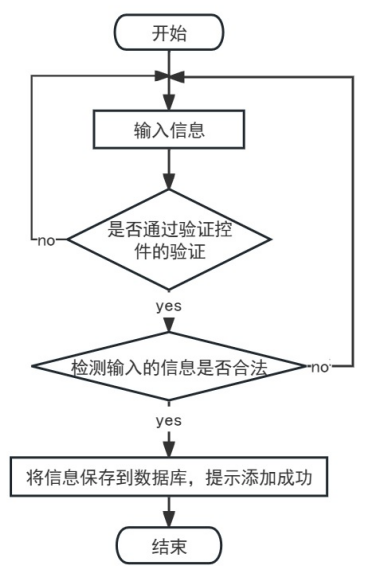 开始
输入信息
是否通过验证控
件的验证
no
yes
检测输入的信息是否合法
no
yes
将信息保存到数据库，提示添加成功
结束